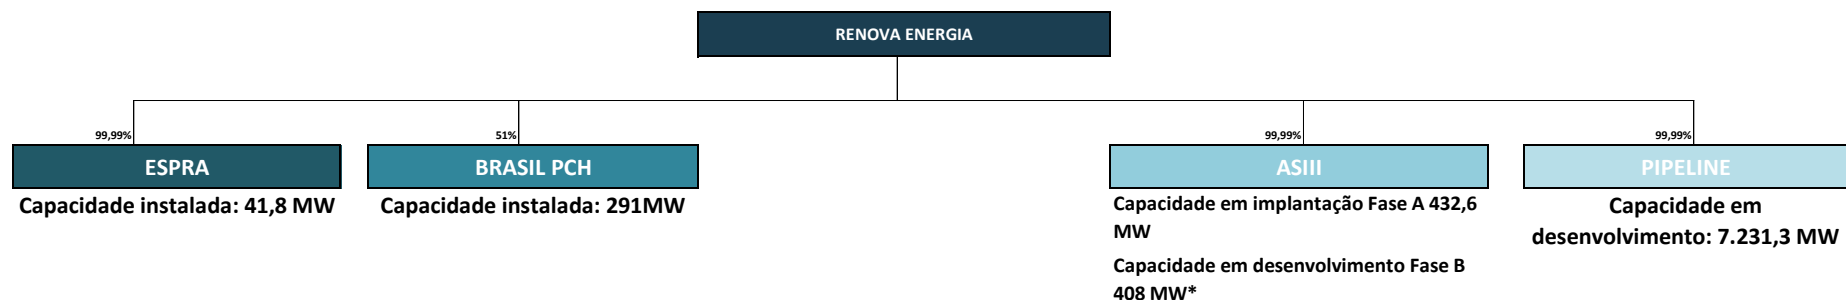 RENOVA ENERGIA
99,99%
51%
99,99%
99,99%
ESPRA
BRASIL PCH
ASIII
PIPELINE
Capacidade instalada: 41,8 MW
Capacidade instalada: 291MW
Capacidade em implantação Fase A 432,6
MW
Capacidade em desenvolvimento Fase B
408 MW*
Capacidade em
desenvolvimento: 7.231,3 MW